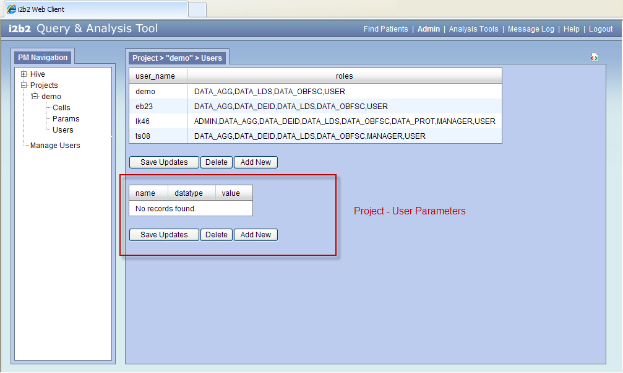 i2b2 Web Client
i2b2 Query & Analysis Tool
Find Patients | Admin | Analysis Tools | Message Log | Help | Logout
PM Navigation
Hive
Projects
demo
Cells
Params
Users
Manage Users
Project > "demo" > Users
user_name roles
demo DATA_AGG,DATA_LDS,DATA_OBFSC,USER
eb23 DATA_AGG,DATA_DEID,DATA_LDS,DATA_OBFSC,USER
lk46 ADMIN,DATA_AGG,DATA_DEID,DATA_LDS,DATA_OBFSC,DATA_PROT,MANAGER,USER
ts08 DATA_AGG,DATA_DEID,DATA_LDS,DATA_OBFSC,MANAGER,USER
Save Updates Delete Add New
name datatype value
No records found.
Project - User Parameters
Save Updates Delete Add New